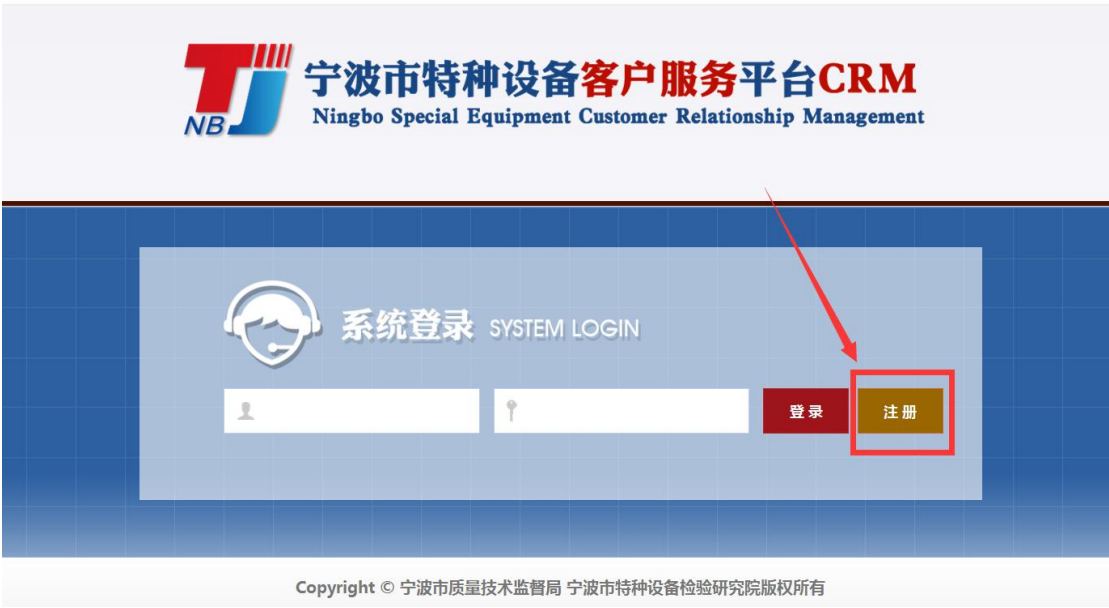 TJ
NB
宁波市特种设备客户服务平台CRM
Ningbo Special Equipment Customer Relationship Management
系统登录 SYSTEM LOGIN
登录 注册
Copyright © 宁波市质量技术监督局 宁波市特种设备检验研究院版权所有